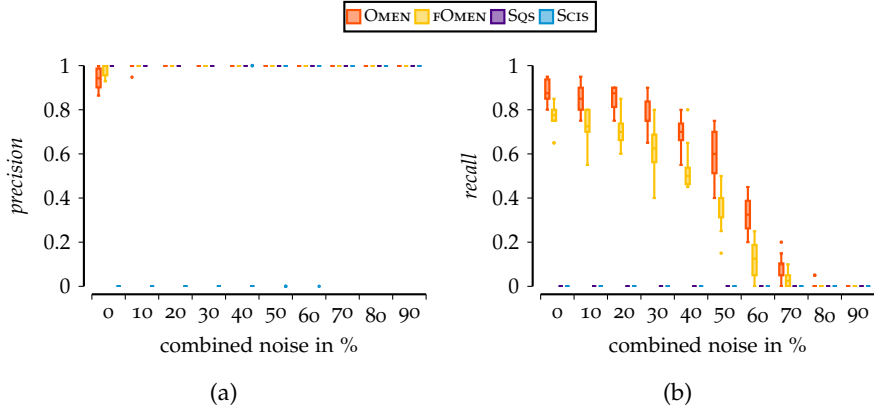 OMEN FOMEN SQS SCIS
precision
1
0.8
0.6
0.4
0.2
0
0 10 20 30 40 50 60 70 80 90
combined noise in %
(a)
recall
1
0.8
0.6
0.4
0.2
0
0 10 20 30 40 50 60 70 80 90
combined noise in %
(b)